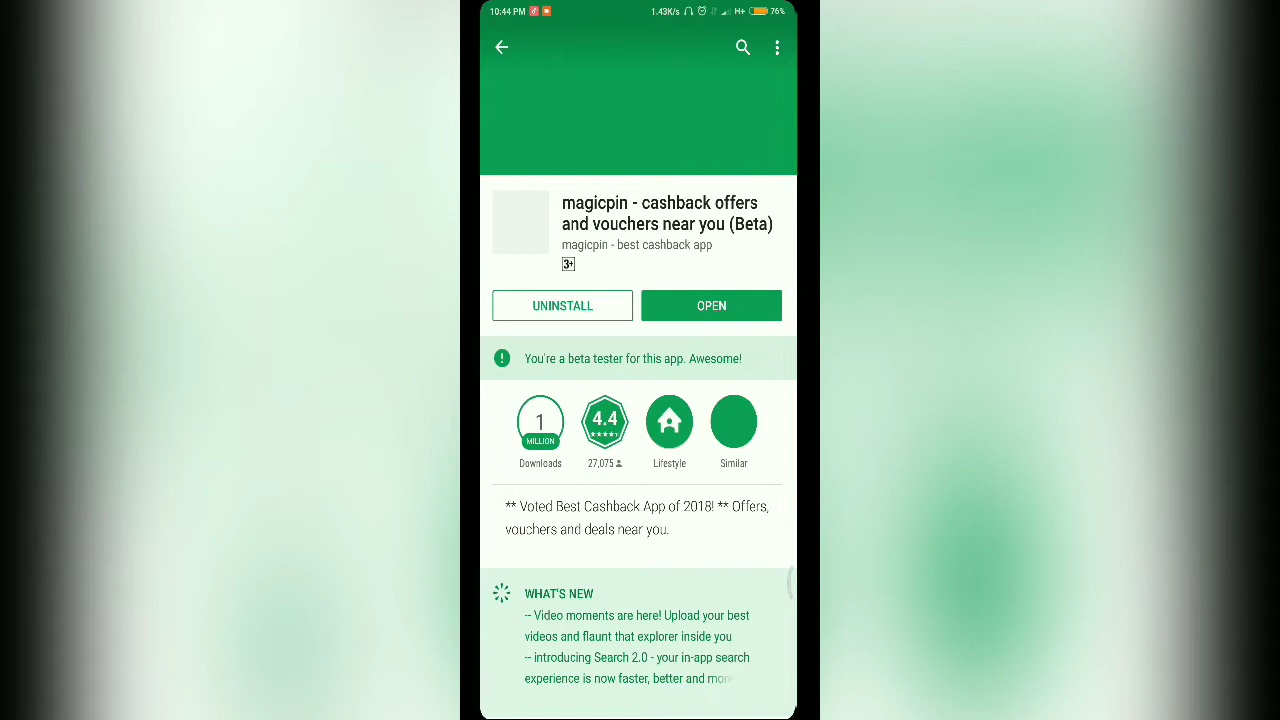 10:44 PM 1.43K/s H+ 76%
magicpin - cashback offers
and vouchers near you (Beta)
magicpin - best cashback app
3+
UNINSTALL OPEN
You're a beta tester for this app. Awesome!
1 4.4
MILLION
Downloads 27,075 Lifestyle Similar
** Voted Best Cashback App of 2018! ** Offers,
vouchers and deals near you.
WHAT'S NEW
-- Video moments are here! Upload your best
videos and flaunt that explorer inside you
-- introducing Search 2.0 - your in-app search
experience is now faster, better and more